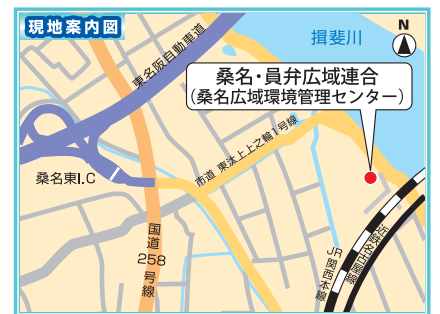 現地案内図
N
揖斐川
東名阪自動車道
桑名・員弁広域連合
(桑名広域環境管理センター)
市道 東汰上上之輪1号線
桑名東I.C
国道258号線
近鉄名古屋線
JR関西本線